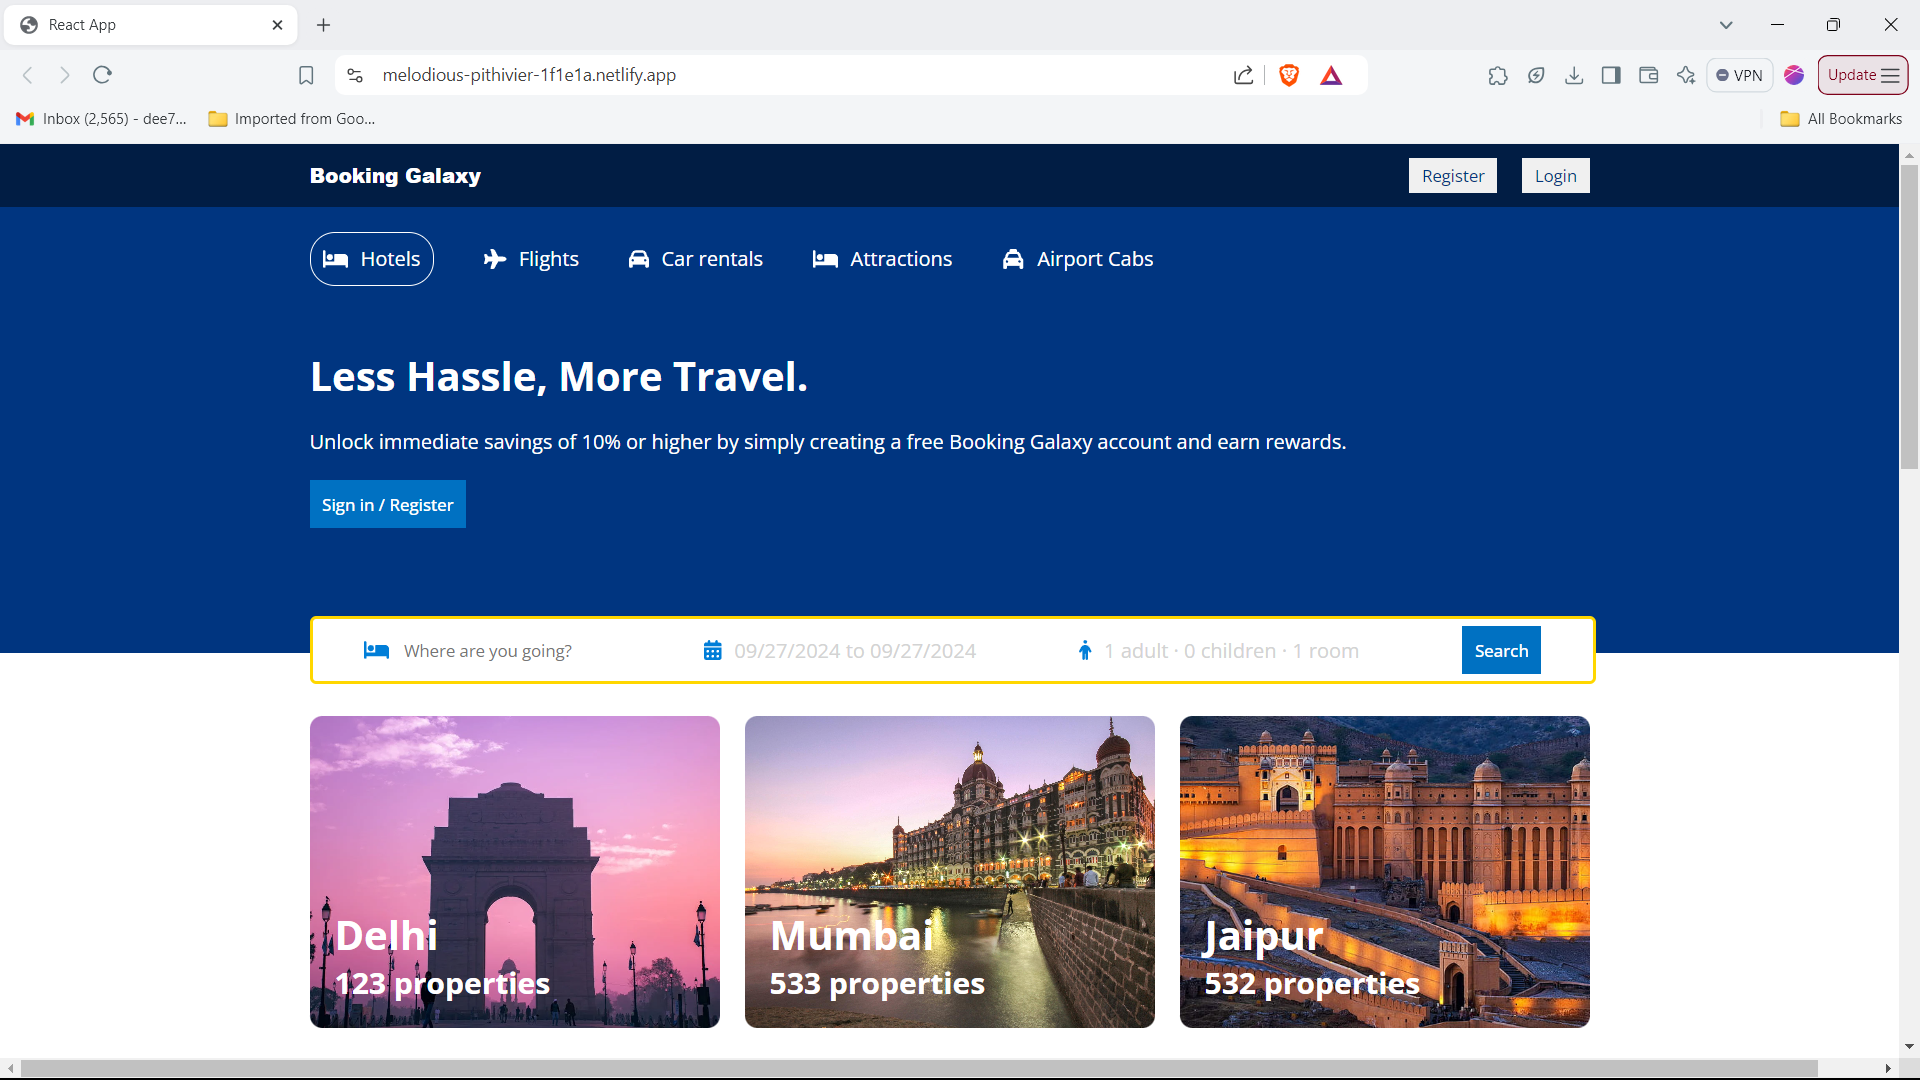 React App
melodious-pithivier-1f1e1a.netlify.app
VPN
Update
Inbox (2,565) - dee7...
Imported from Goo...
All Bookmarks
Booking Galaxy
Register
Login
Hotels
Flights
Car rentals
Attractions
Airport Cabs
Less Hassle, More Travel.
Unlock immediate savings of 10% or higher by simply creating a free Booking Galaxy account and earn rewards.
Sign in / Register
Where are you going?
09/27/2024 to 09/27/2024
1 adult · 0 children · 1 room
Search
Delhi
123 properties
Mumbai
533 properties
Jaipur
532 properties